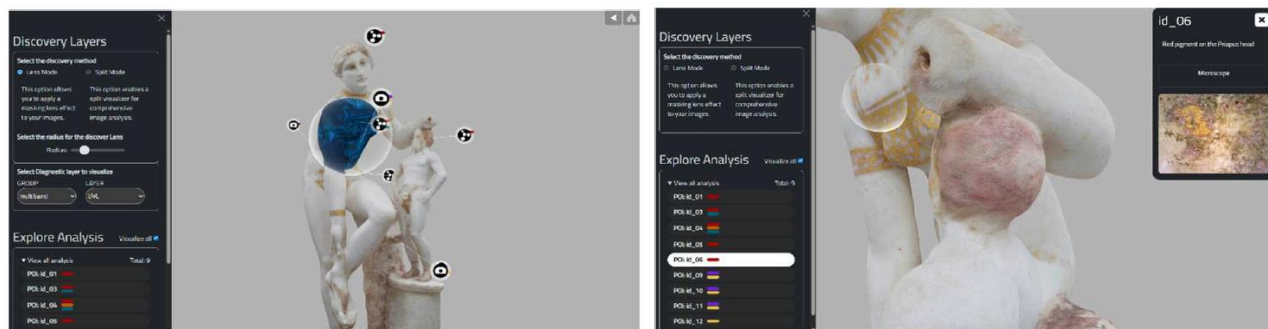 Discovery Layers
Select the discovery method
Lens Mode
Split Mode
This option allows
you to apply a
masking lens effect
to your images.
This option enables a
split visualizer for
comprehensive
image analysis.
Select the radius for the discover Lens
Radius:
Select Diagnostic layer to visualize
GROUP
LAYER
multiband
UVL
Explore Analysis
Visualize all
View all analysis
Total: 9
POI: id_01
POI: id_03
POI: id_04
POI: id_05
Discovery Layers
Select the discovery method
Lens Mode
Split Mode
This option allows
you to apply a
masking lens effect
to your images.
This option enables a
split visualizer for
comprehensive
image analysis.
Explore Analysis
Visualize all
View all analysis
Total: 9
POI: id_01
POI: id_03
POI: id_04
POI: id_05
POI: id_06
POI: id_09
POI: id_10
POI: id_11
POI: id_12
id_06
Red pigment on the Priapus head
Microscope